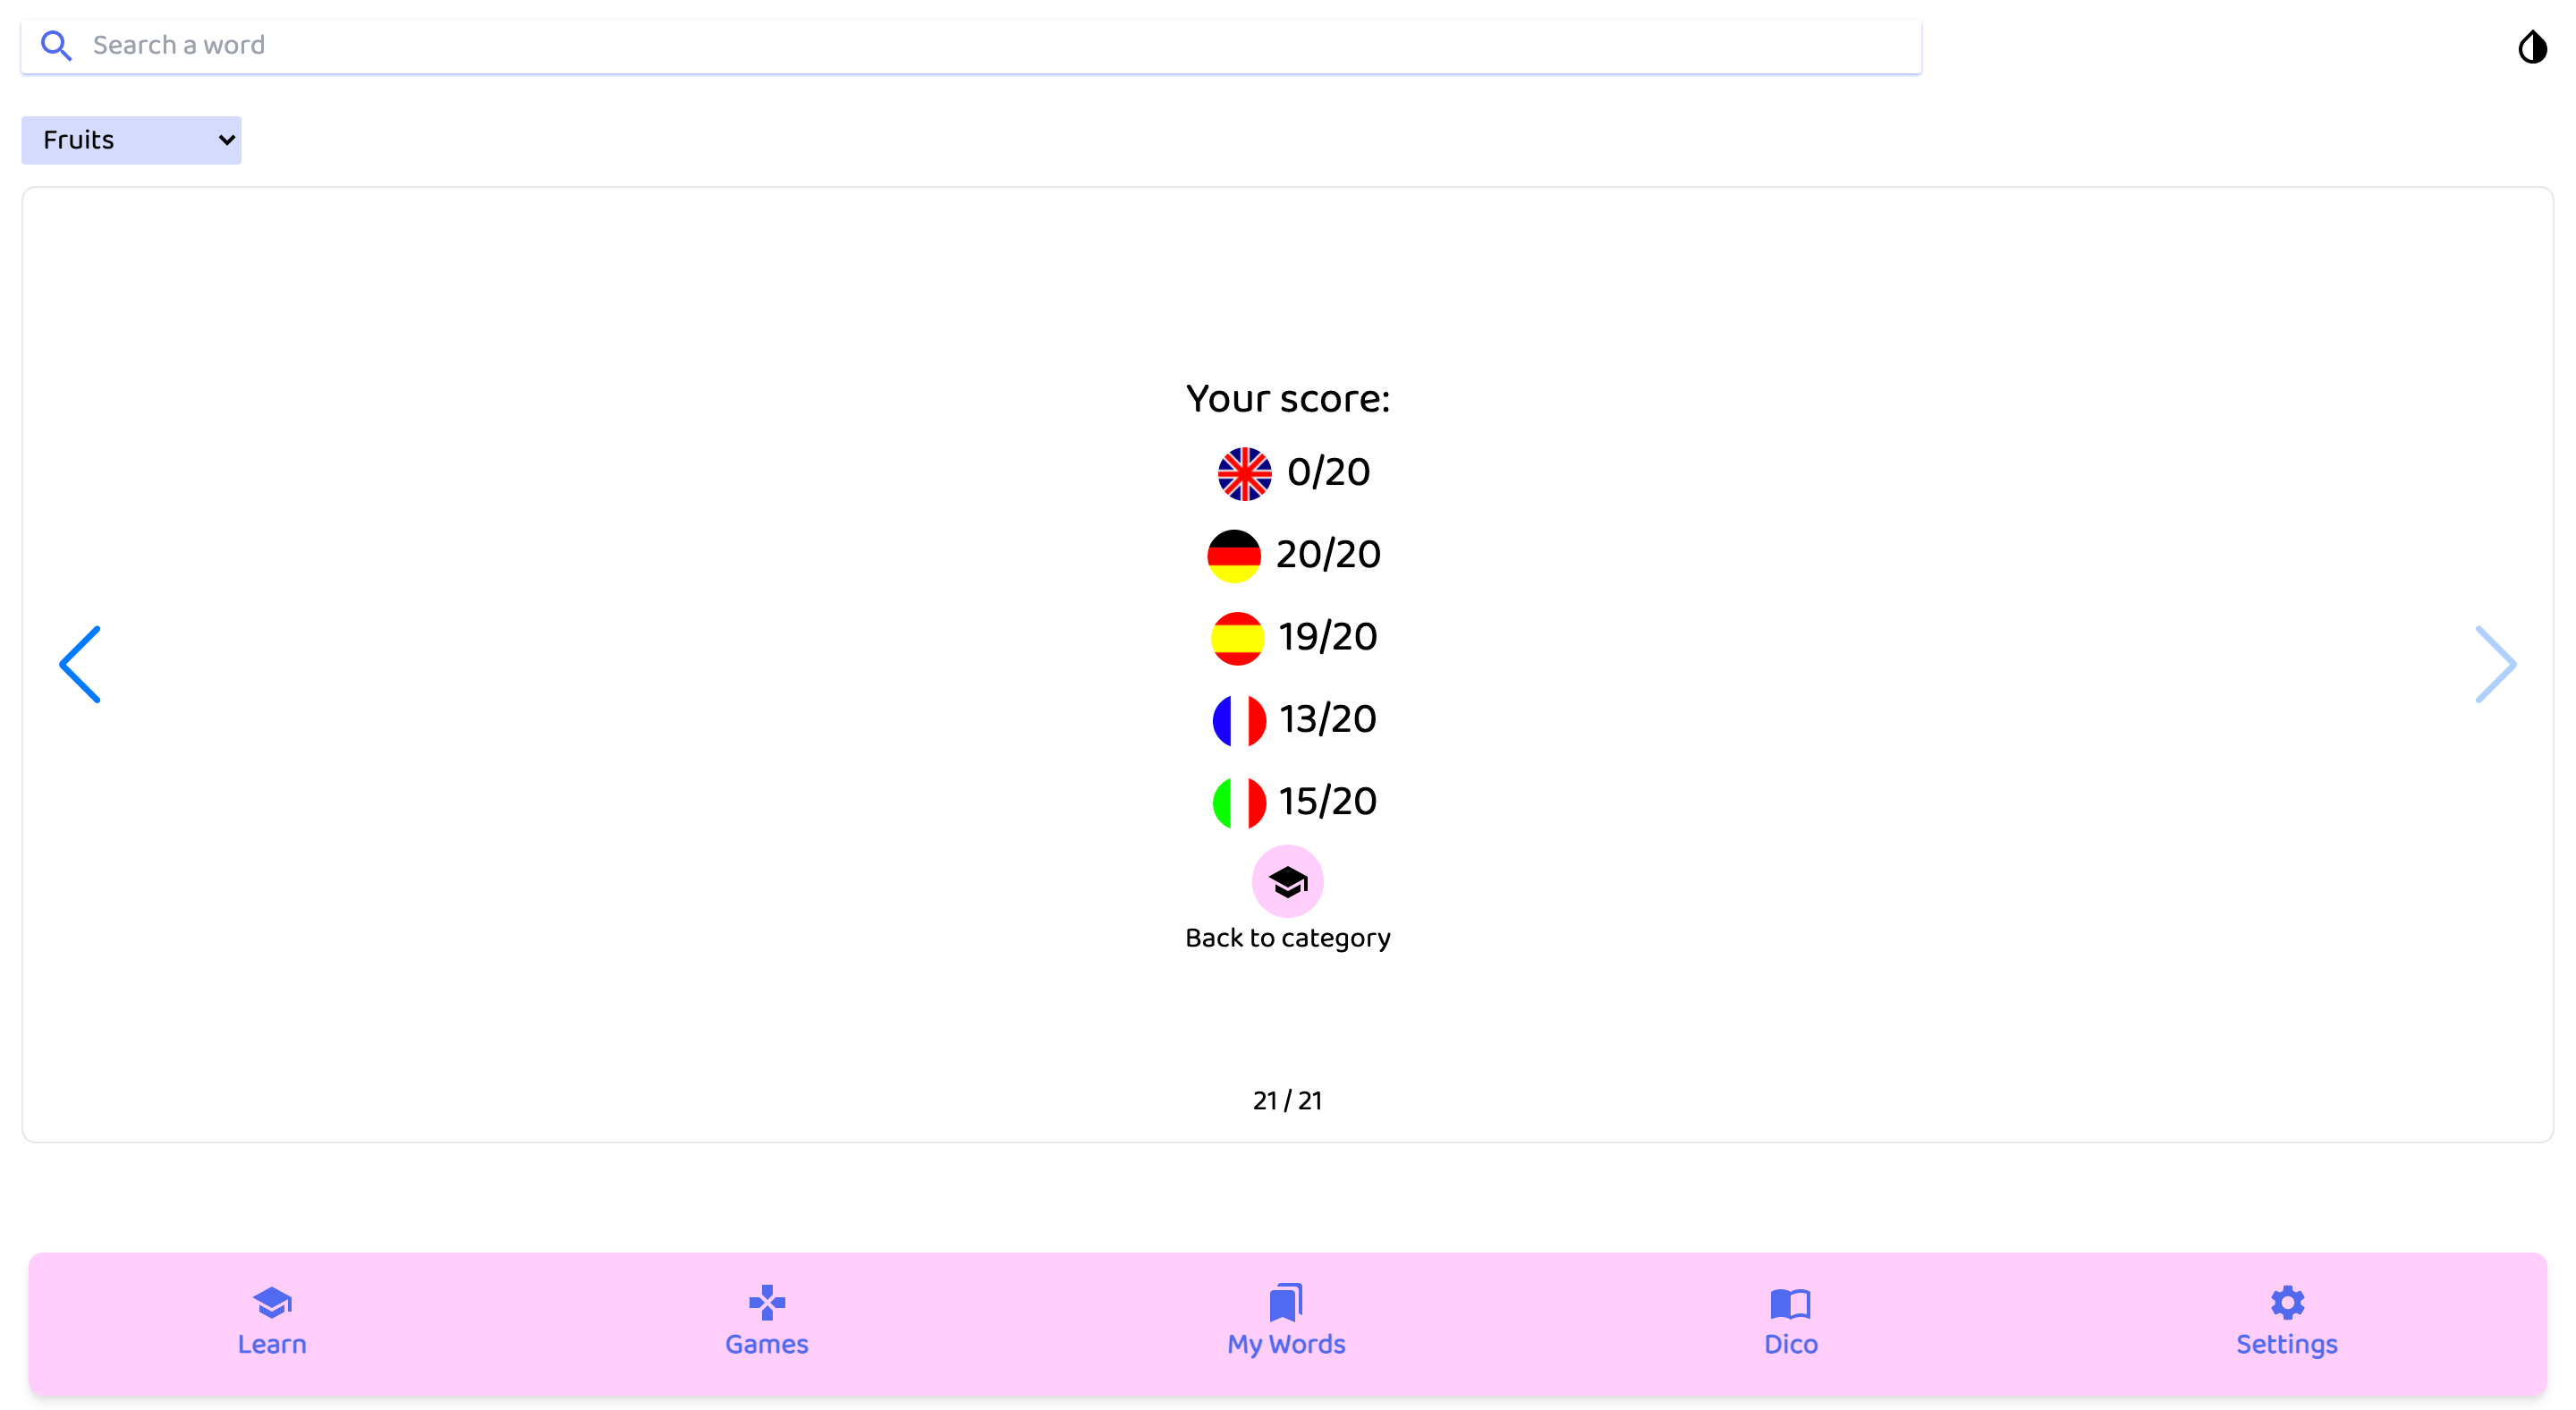 Search a word
Fruits
Your score:
0/20
20/20
19/20
13/20
15/20
Back to category
21 / 21
Learn
Games
My Words
Dico
Settings